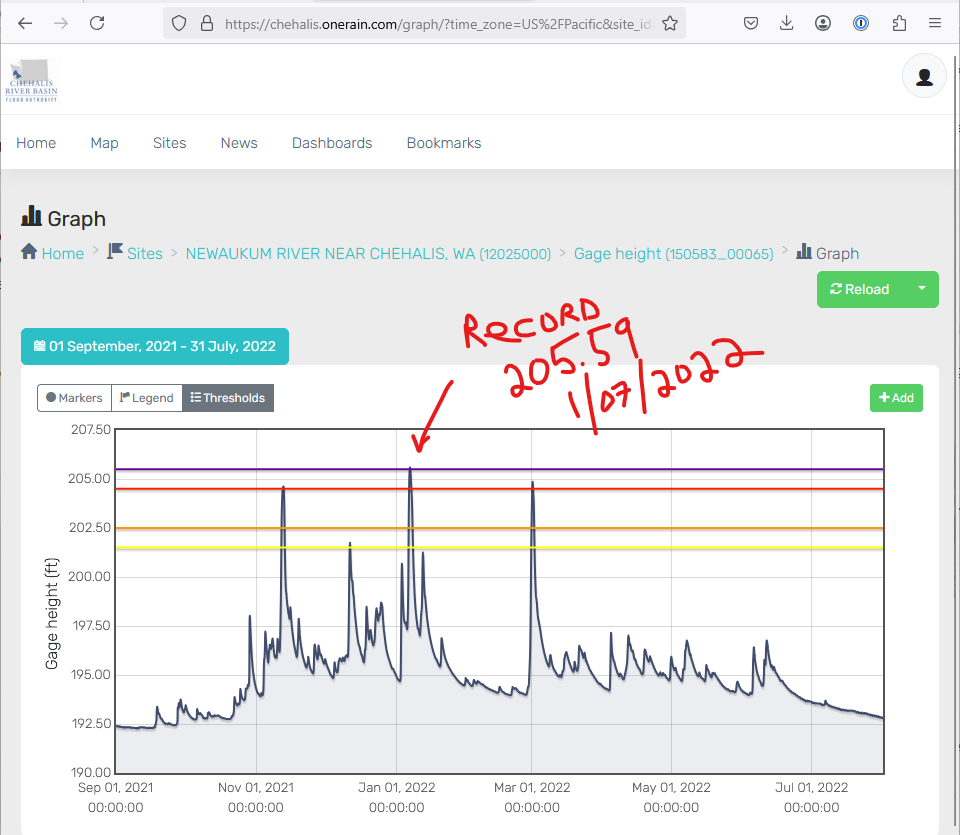 https://chehalis.onerain.com/graph/?time_zone=US%2FPacific&site_id
CHEHALIS
RIVER BASIN
FLOOD AUTHORITY
Home Map Sites News Dashboards Bookmarks
Graph
Home > Sites > NEWAUKUM RIVER NEAR CHEHALIS, WA (12025000) > Gage height (150583_00065) > Graph
Reload
01 September, 2021 - 31 July, 2022
RECORD
205.59
1/07/2022
Markers Legend Thresholds
Add
207.50
205.00
202.50
200.00
197.50
195.00
192.50
190.00
Gage height (ft)
Sep 01, 2021 Nov 01, 2021 Jan 01, 2022 Mar 01, 2022 May 01, 2022 Jul 01, 2022
00:00:00 00:00:00 00:00:00 00:00:00 00:00:00 00:00:00